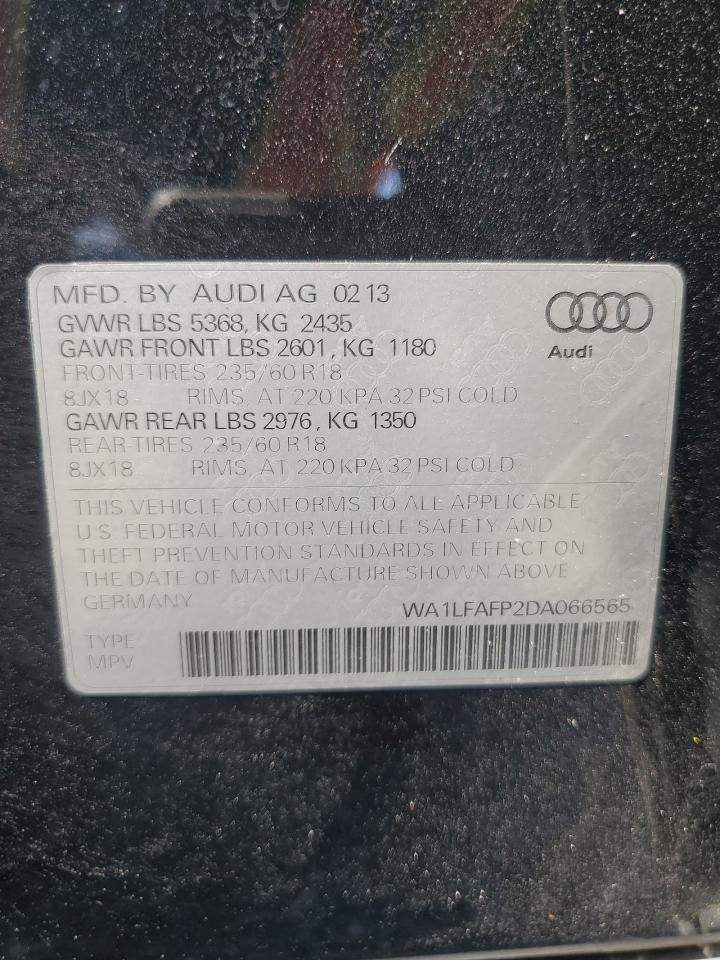 MFD. BY AUDI AG 02 13
GVWR LBS 5368, KG 2435
GAWR FRONT LBS 2601, KG 1180
FRONT-TIRES 235/60 R18
8JX18 RIMS, AT 220 KPA 32 PSI COLD
GAWR REAR LBS 2976, KG 1350
REAR-TIRES 235/60 R18
8JX18 RIMS, AT 220 KPA 32 PSI COLD
Audi
THIS VEHICLE CONFORMS TO ALL APPLICABLE
U.S. FEDERAL MOTOR VEHICLE SAFETY AND
THEFT PREVENTION STANDARDS IN EFFECT ON
THE DATE OF MANUFACTURE SHOWN ABOVE
GERMANY WA1LFAFP2DA066565
TYPE
MPV